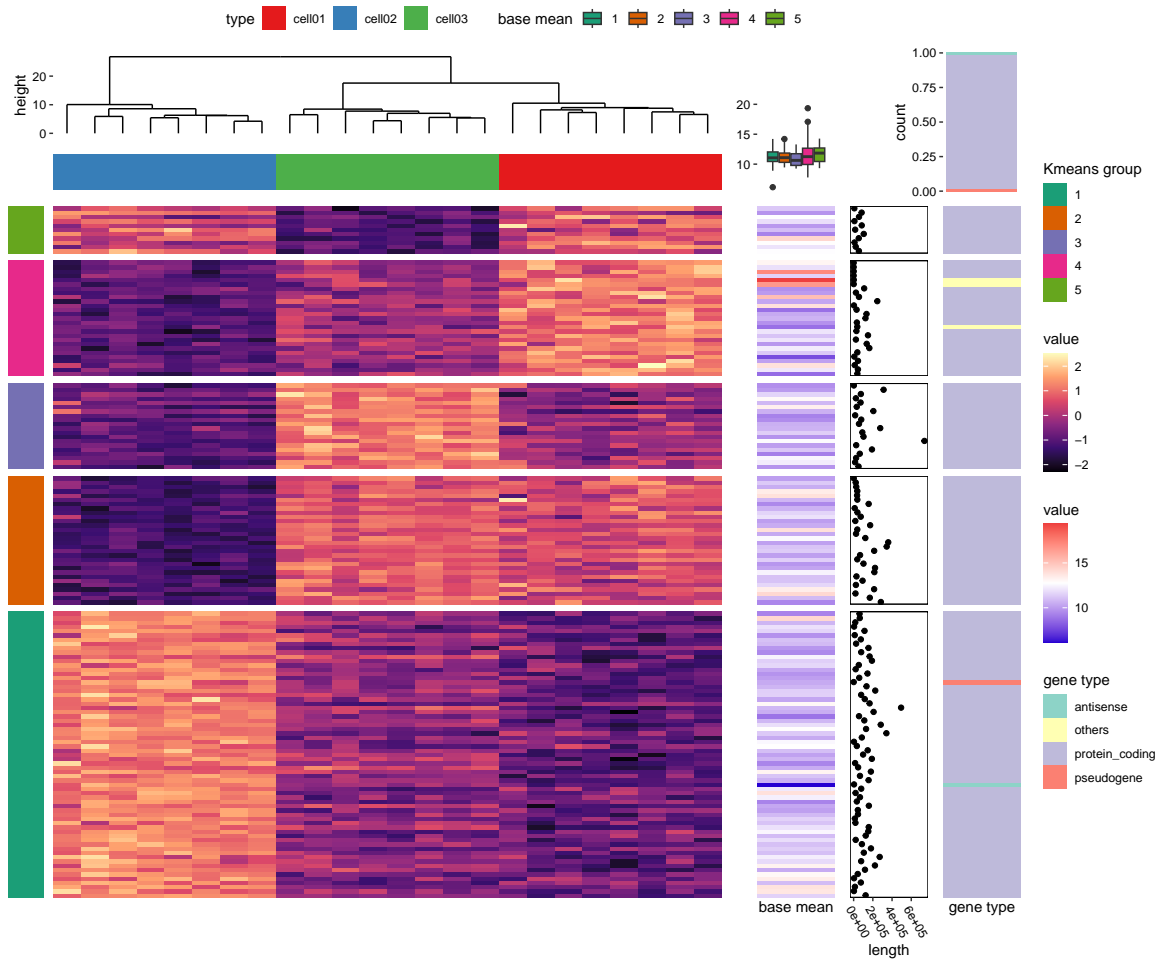 type cell01 cell02 cell03 base mean 1 2 3 4 5
height
20
10
0
20
15
10
count
1.00
0.75
0.50
0.25
0.00
Kmeans group
1
2
3
4
5
value
2
1
0
−1
−2
value
15
10
gene type
antisense
others
protein_coding
pseudogene
base mean
0e+00
2e+05
4e+05
6e+05
length
gene type